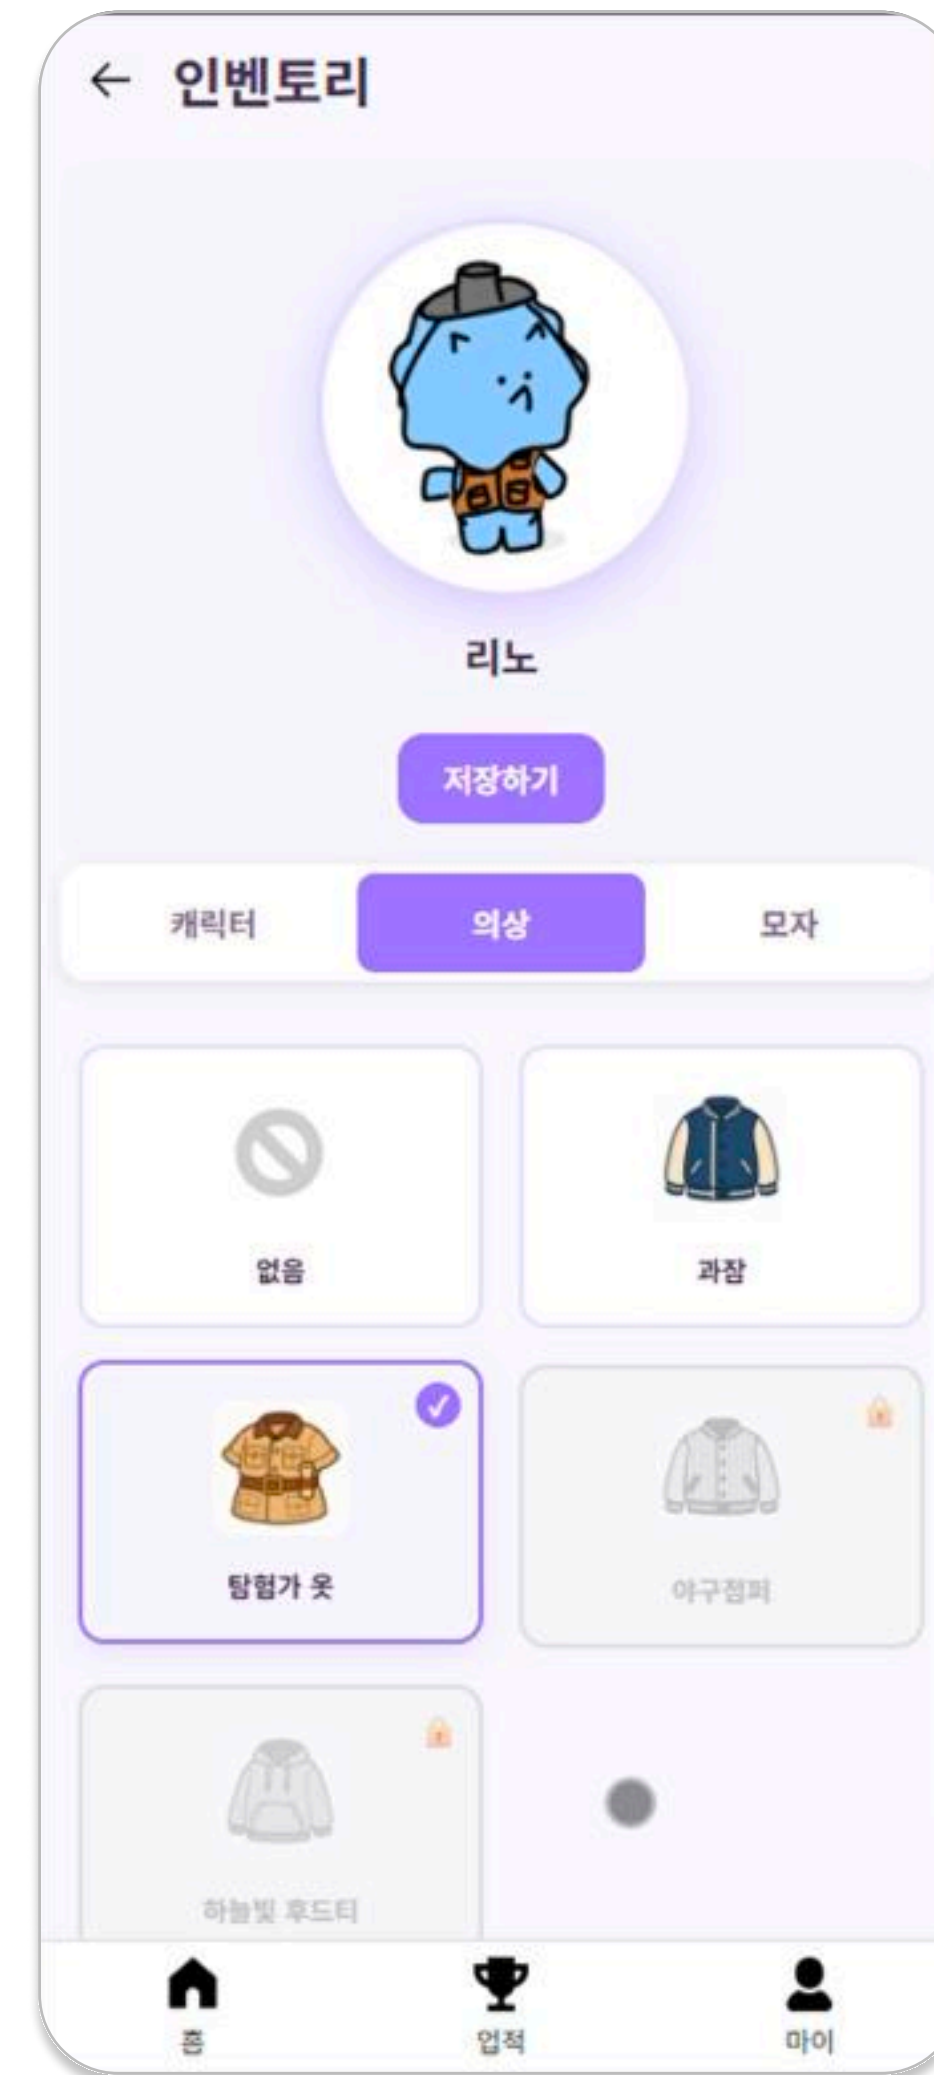 인벤토리
리노
저장하기
캐릭터 의상 모자
없음 과잠
탐험가 옷 야구점퍼
하늘빛 후드티
홈 업적 마이